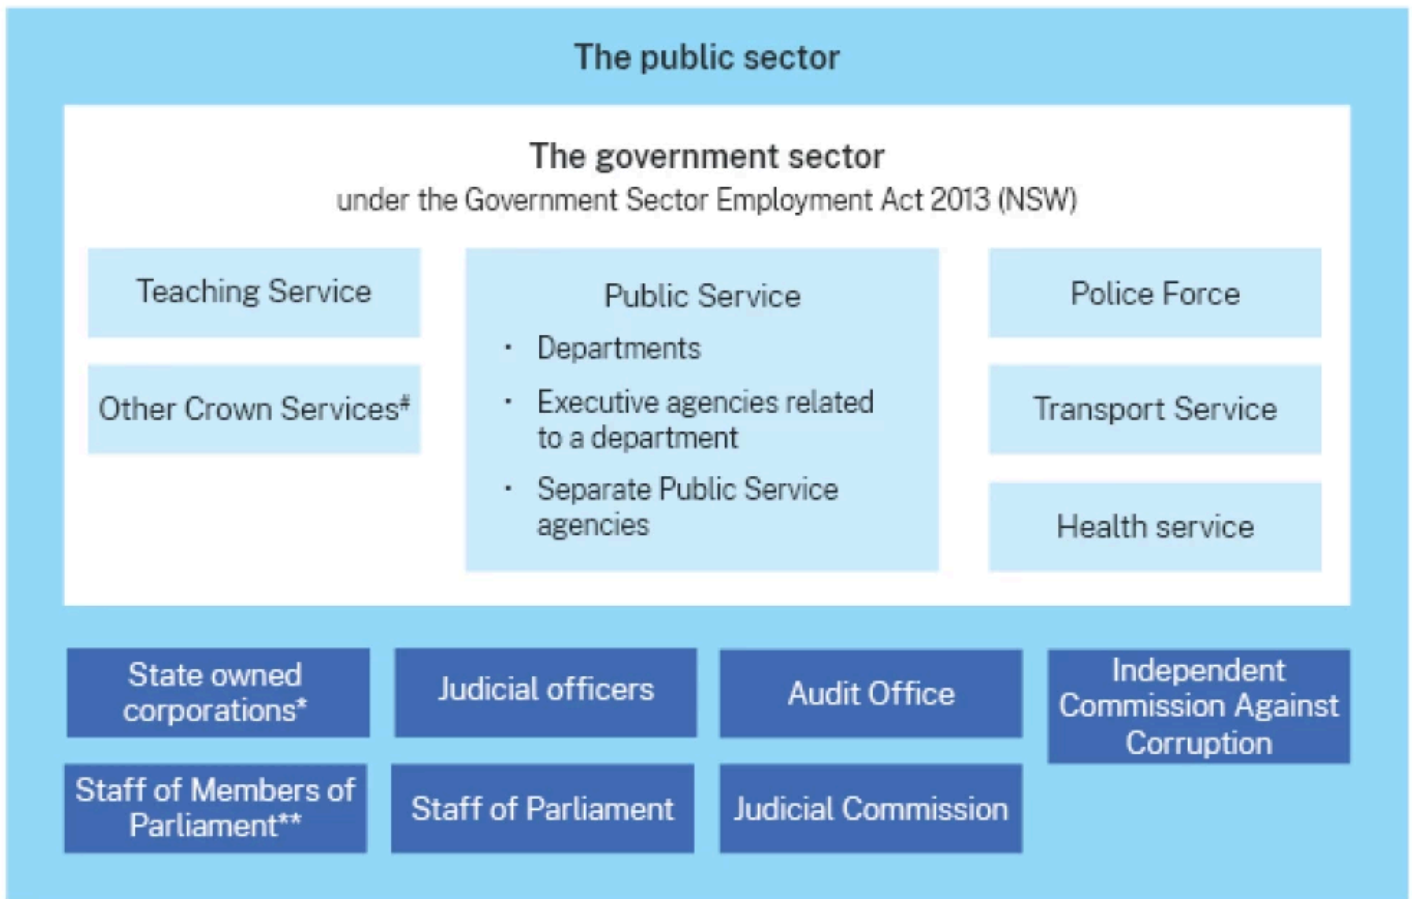 The public sector
The government sector
under the Government Sector Employment Act 2013 (NSW)
Teaching Service
Other Crown Services#
Public Service
· Departments
· Executive agencies related
to a department
· Separate Public Service
agencies
Police Force
Transport Service
Health service
State owned
corporations*
Judicial officers
Audit Office
Independent
Commission Against
Corruption
Staff of Members of
Parliament**
Staff of Parliament
Judicial Commission